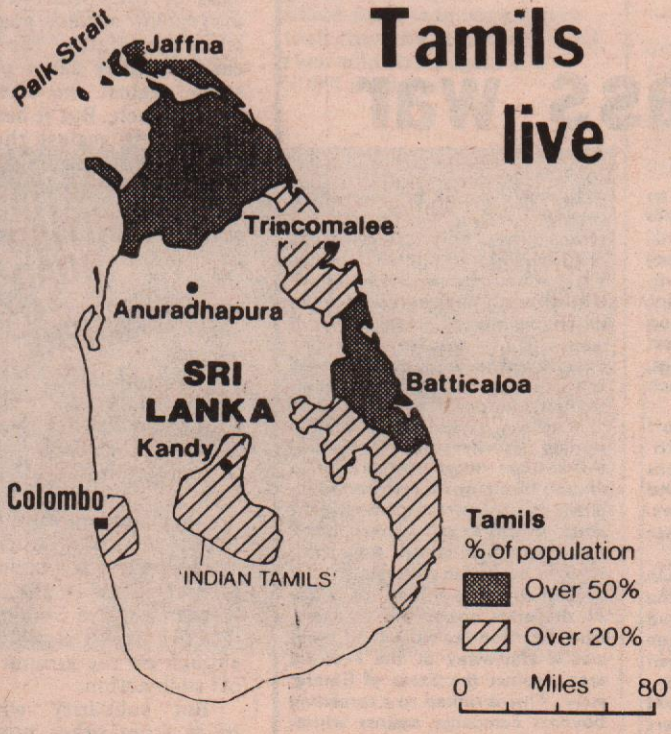 Tamils
live
Palk Strait
Jaffna
Trincomalee
Anuradhapura
SRI
LANKA
Batticaloa
Kandy
Colombo
'INDIAN TAMILS'
Tamils
% of population
Over 50%
Over 20%
0 Miles 80